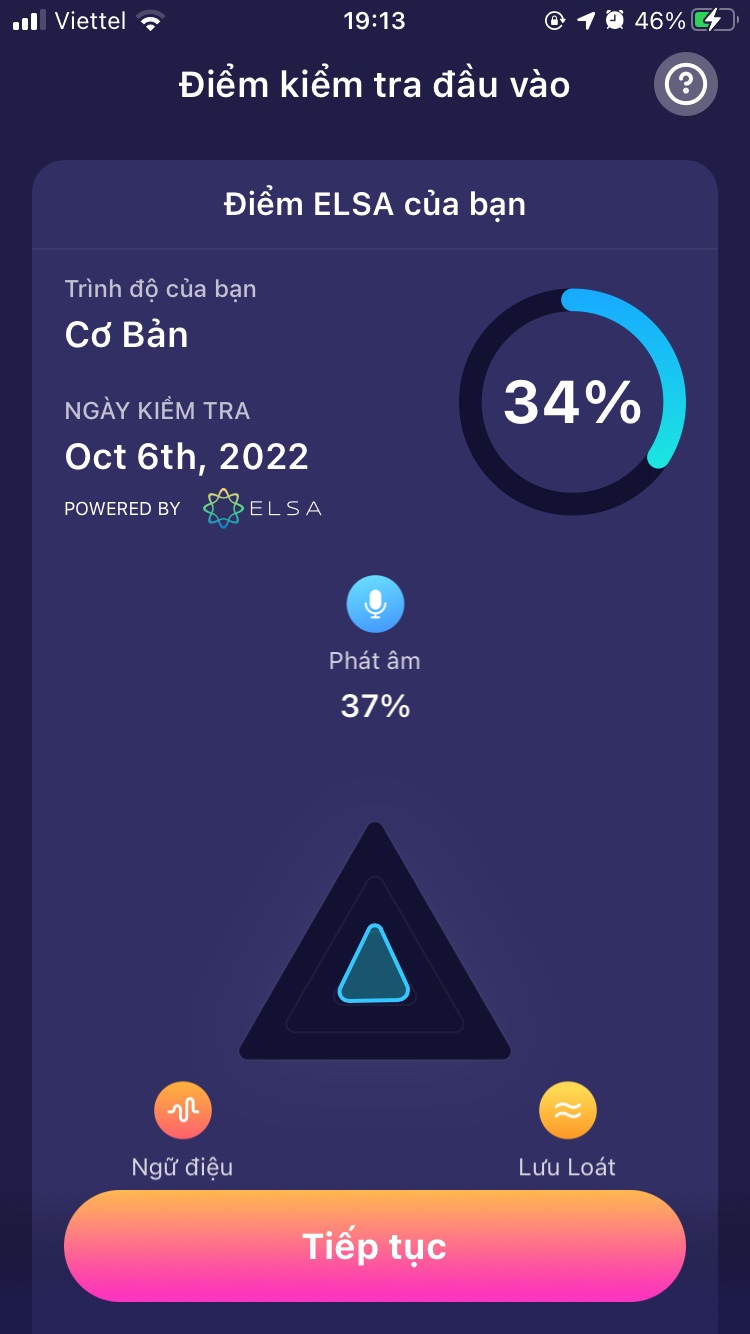 Viettel 19:13 46%
Điểm kiểm tra đầu vào
Điểm ELSA của bạn
Trình độ của bạn
Cơ Bản
34%
NGÀY KIỂM TRA
Oct 6th, 2022
POWERED BY ELSA
Phát âm
37%
Ngữ điệu
Lưu Loát
Tiếp tục